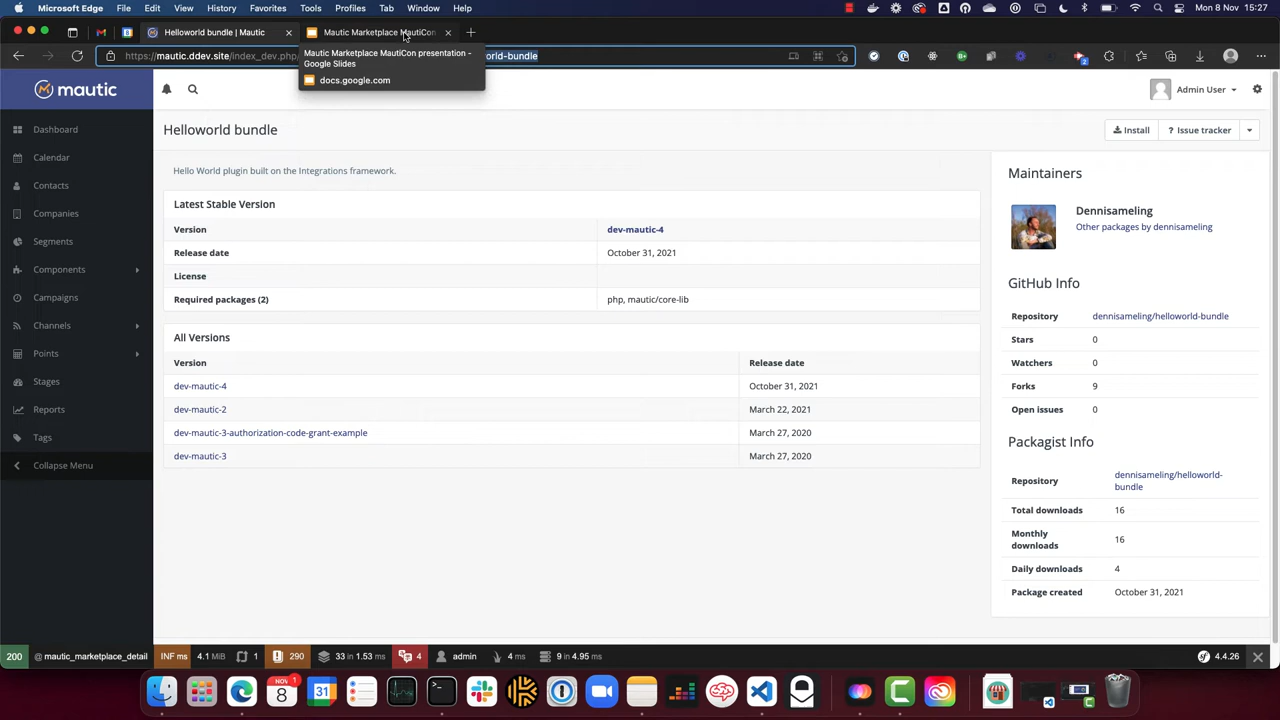 Microsoft Edge File Edit View History Favorites Tools Profiles Tab Window Help 15:27
Helloworld bundle | Mautic Mautic Marketplace MautiCon
https://mautic.ddev.site/index_dev.php/ world-bundle
Mautic Marketplace MautiCon presentation -
Google Slides
docs.google.com
mautic
Admin User
Dashboard
Calendar
Contacts
Companies
Segments
Components
Campaigns
Channels
Points
Stages
Reports
Tags
Collapse Menu
Helloworld bundle
Install
? Issue tracker
Hello World plugin built on the Integrations framework.
Latest Stable Version
Version dev-mautic-4
Release date October 31, 2021
License
Required packages (2) php, mautic/core-lib
All Versions
Version Release date
dev-mautic-4 October 31, 2021
dev-mautic-2 March 22, 2021
dev-mautic-3-authorization-code-grant-example March 27, 2020
dev-mautic-3 March 27, 2020
Maintainers
Dennisameling
Other packages by dennisameling
GitHub Info
Repository dennisameling/helloworld-bundle
Stars 0
Watchers 0
Forks 9
Open issues 0
Packagist Info
Repository dennisameling/helloworld-
bundle
Total downloads 16
Monthly
downloads 16
Daily downloads 4
Package created October 31, 2021
200 @ mautic_marketplace_detail INF ms 4.1 MiB 1 290 33 in 1.53 ms 4 admin 4 ms 9 in 4.95 ms 4.4.26
NOV
8
1
31